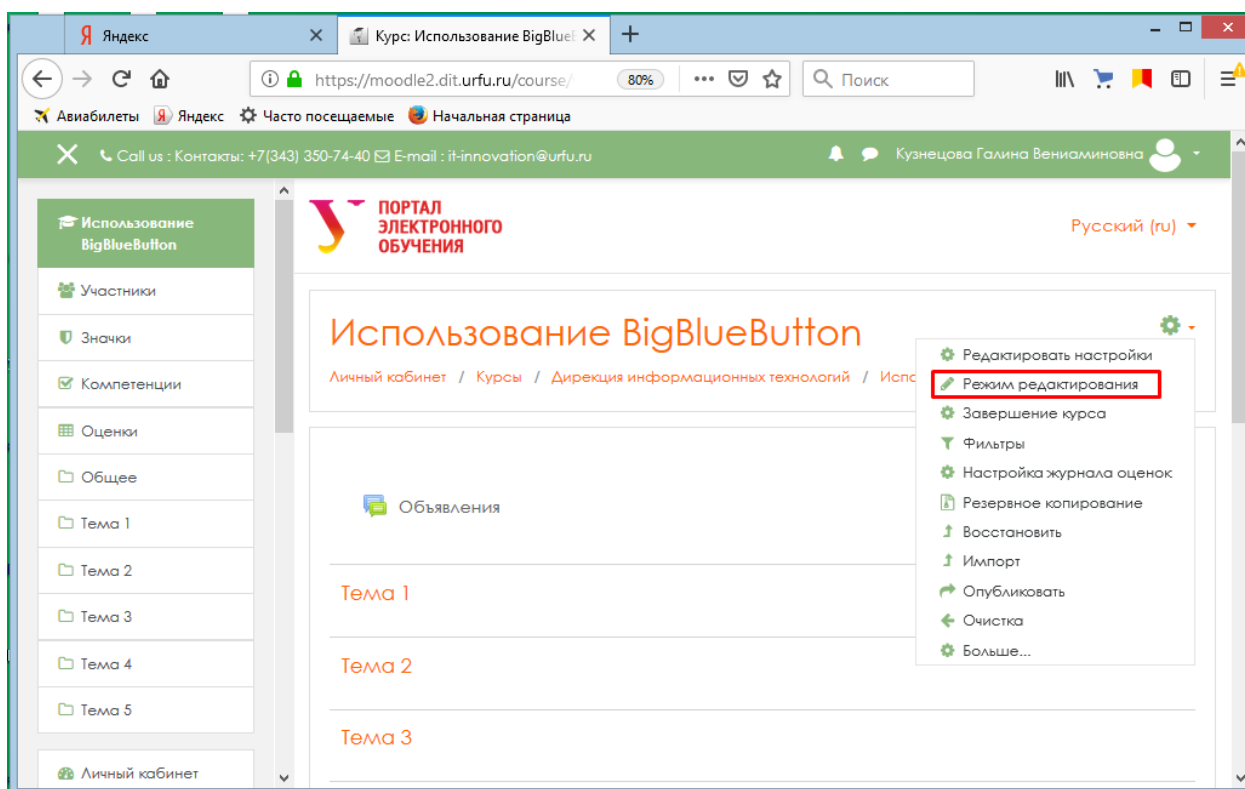 Яндекс
Курс: Использование BigBlueB
https://moodle2.dit.urfu.ru/course/
80%
Поиск
Авиабилеты Яндекс Часто посещаемые Начальная страница
Call us : Контакты: +7(343) 350-74-40 E-mail : it-innovation@urfu.ru
Кузнецова Галина Вениаминовна
Использование
BigBlueButton
Участники
Значки
Компетенции
Оценки
Общее
Тема 1
Тема 2
Тема 3
Тема 4
Тема 5
Личный кабинет
ПОРТАЛ
ЭЛЕКТРОННОГО
ОБУЧЕНИЯ
Русский (ru)
Использование BigBlueButton
Личный кабинет / Курсы / Дирекция информационных технологий / Испо
Редактировать настройки
Режим редактирования
Завершение курса
Фильтры
Настройка журнала оценок
Резервное копирование
Восстановить
Импорт
Опубликовать
Очистка
Больше...
Объявления
Тема 1
Тема 2
Тема 3